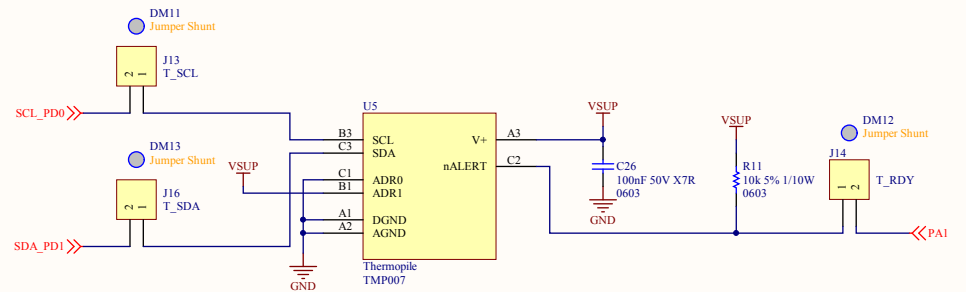 DM11
Jumper Shunt
J13
T_SCL
2 1
SCL_PD0
DM13
Jumper Shunt
J16
T_SDA
2 1
SDA_PD1
VSUP
GND
U5
B3 SCL
C3 SDA
C1 ADR0
B1 ADR1
A1 DGND
A2 AGND
V+ A3
nALERT C2
Thermopile
TMP007
VSUP
C26
100nF 50V X7R
0603
GND
VSUP
R11
10k 5% 1/10W
0603
DM12
Jumper Shunt
J14
T_RDY
1 2
PA1